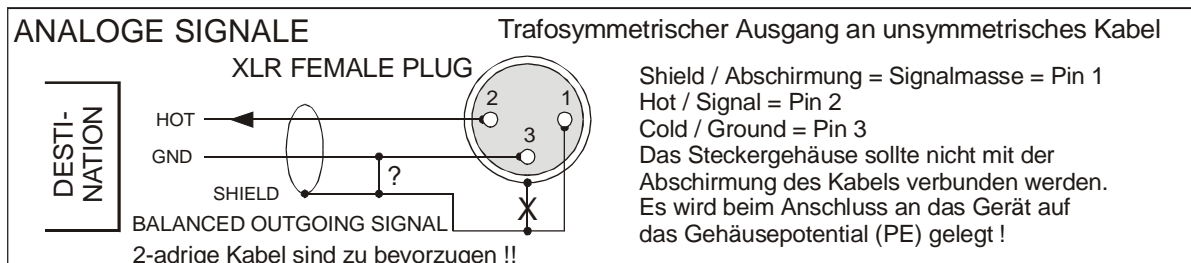 ANALOGE SIGNALE
Trafosymmetrischer Ausgang an unsymmetrisches Kabel
XLR FEMALE PLUG
DESTI-
NATION
HOT
GND
SHIELD
?
2
1
3
X
BALANCED OUTGOING SIGNAL
2-adrige Kabel sind zu bevorzugen !!
Shield / Abschirmung = Signalmasse = Pin 1
Hot / Signal = Pin 2
Cold / Ground = Pin 3
Das Steckergehäuse sollte nicht mit der
Abschirmung des Kabels verbunden werden.
Es wird beim Anschluss an das Gerät auf
das Gehäusepotential (PE) gelegt !